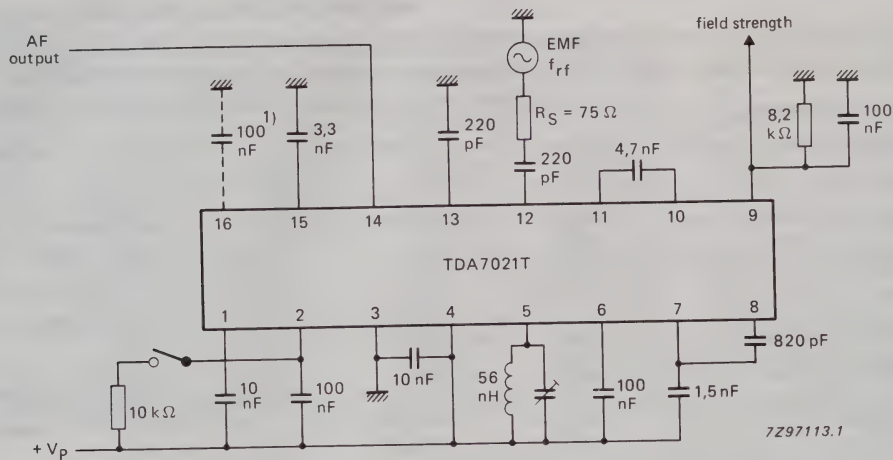 AF
output
field strength
EMF
f rf
R S = 75 Ω
100 1)
nF
3,3
nF
220
pF
220
pF
4,7 nF
8,2
kΩ
100
nF
16 15 14 13 12 11 10 9
TDA7021T
1 2 3 4 5 6 7 8
10 kΩ
10
nF
100
nF
10 nF
56
nH
100
nF
1,5 nF
820 pF
+ V P
7Z97113.1